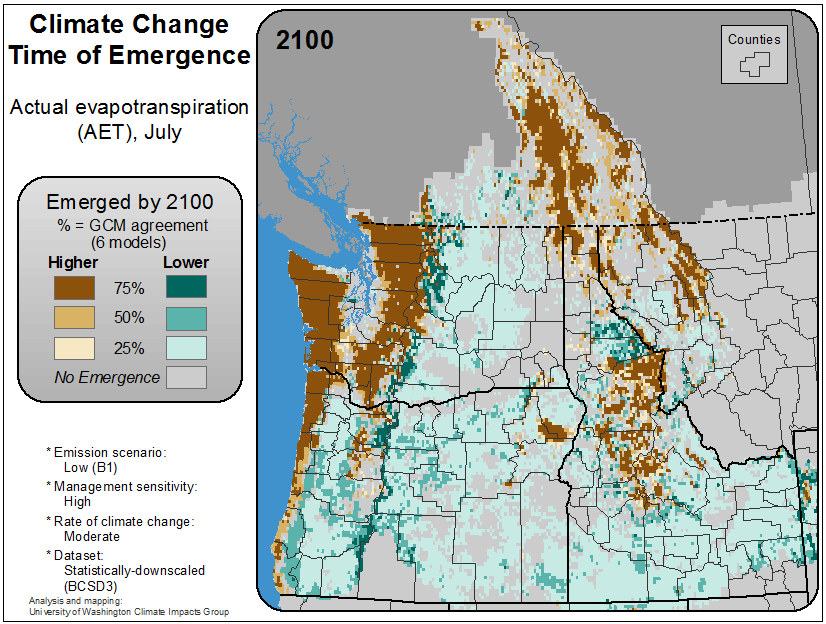 Climate Change
Time of Emergence
Actual evapotranspiration
(AET), July
Emerged by 2100
% = GCM agreement
(6 models)
Higher Lower
75%
50%
25%
No Emergence
* Emission scenario:
Low (B1)
* Management sensitivity:
High
* Rate of climate change:
Moderate
* Dataset:
Statistically-downscaled
(BCSD3)
Analysis and mapping:
University of Washington Climate Impacts Group
2100
Counties